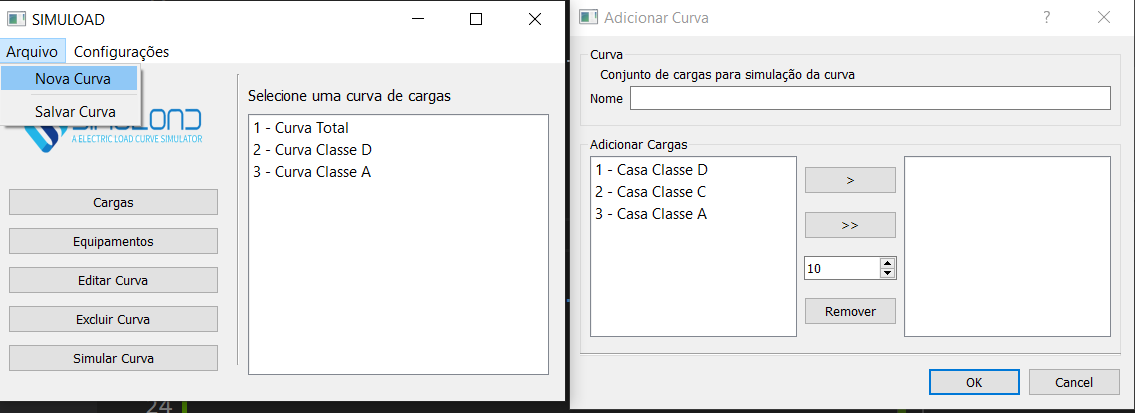 SIMULOAD
Arquivo Configurações
Nova Curva
Salvar Curva
A ELECTRIC LOAD CURVE SIMULATOR
Cargas
Equipamentos
Editar Curva
Excluir Curva
Simular Curva
Selecione uma curva de cargas
1 - Curva Total
2 - Curva Classe D
3 - Curva Classe A
24
Adicionar Curva
Curva
Conjunto de cargas para simulação da curva
Nome
Adicionar Cargas
1 - Casa Classe D
2 - Casa Classe C
3 - Casa Classe A
>
>>
10
Remover
OK Cancel